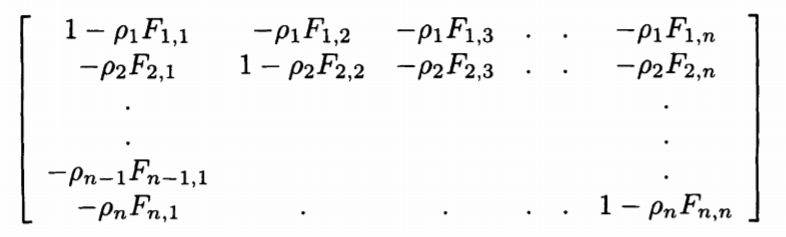 1 − ρ₁F₁,₁ −ρ₁F₁,₂ −ρ₁F₁,₃ . . −ρ₁F₁,ₙ
−ρ₂F₂,₁ 1 − ρ₂F₂,₂ −ρ₂F₂,₃ . . −ρ₂F₂,ₙ
. .
. .
−ρₙ₋₁Fₙ₋₁,₁ .
−ρₙFₙ,₁ . . . . 1 − ρₙFₙ,ₙ